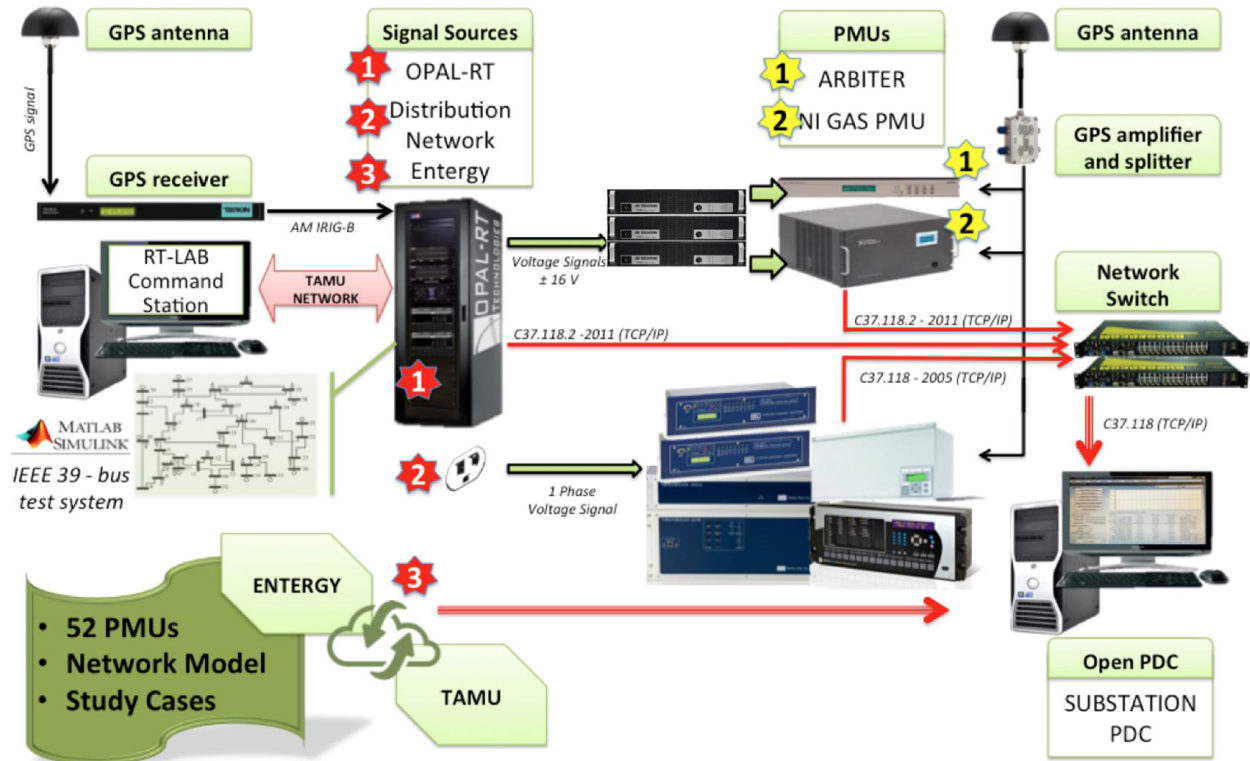 GPS antenna
GPS signal
GPS receiver
TEKRON
AM IRIG-B
RT-LAB
Command
Station
TAMU
NETWORK
MATLAB
SIMULINK
IEEE 39 - bus
test system
Signal Sources
1 OPAL-RT
2 Distribution
Network
3 Entergy
OPAL-RT
TECHNOLOGIES
1
Voltage Signals
± 16 V
PMUs
1 ARBITER
2 NI GAS PMU
1
2
GPS antenna
GPS amplifier
and splitter
Network
Switch
C37.118.2 - 2011 (TCP/IP)
C37.118.2 -2011 (TCP/IP)
C37.118 - 2005 (TCP/IP)
C37.118 (TCP/IP)
2
1 Phase
Voltage Signal
ENTERGY
3
• 52 PMUs
• Network Model
• Study Cases
TAMU
Open PDC
SUBSTATION
PDC